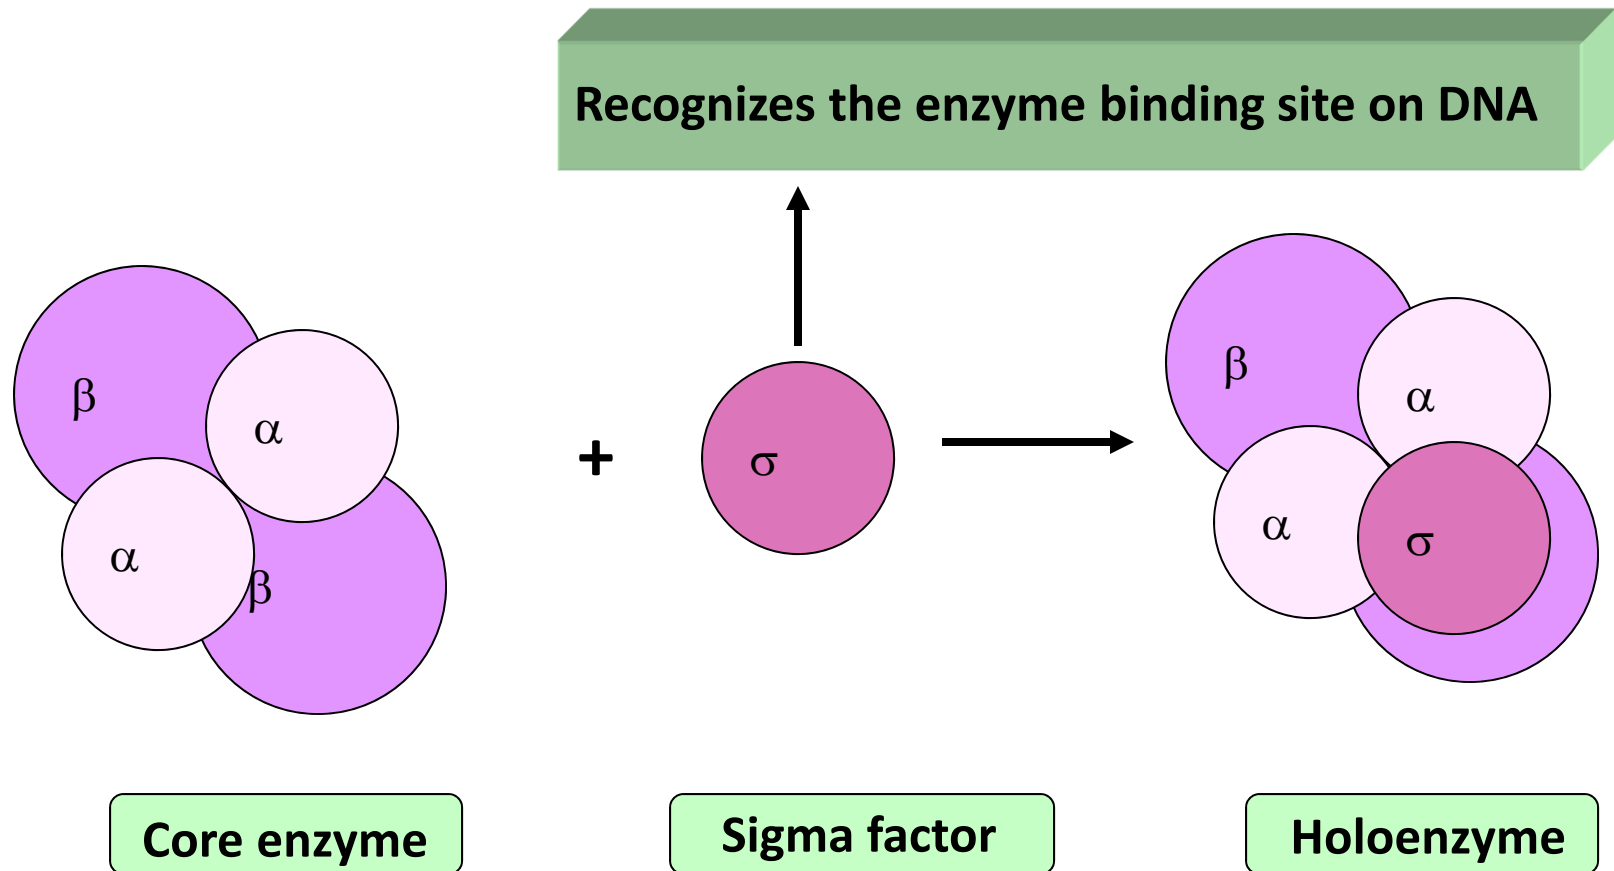 Recognizes the enzyme binding site on DNA
β
α
α
β
+
σ
β
α
α
σ
Core enzyme
Sigma factor
Holoenzyme